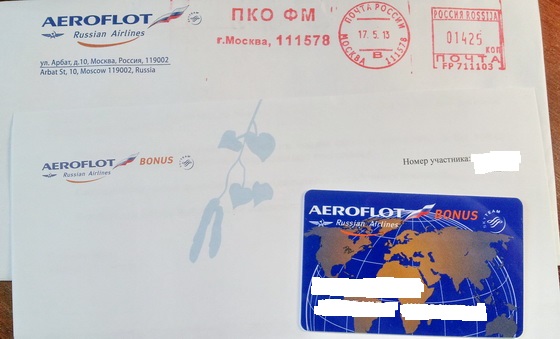 AEROFLOT
Russian Airlines
ул. Арбат, д.10, Москва, Россия, 119002
Arbat St, 10, Moscow 119002, Russia
ПКО ФМ
г.Москва, 111578
ПОЧТА РОССИИ
17. 5. 13
МОСКВА В 111578
РОССИЯ ROSSIJA
01425
КОП
ПОЧТА
FP 711103
AEROFLOT BONUS
Russian Airlines
Номер участника:
AEROFLOT BONUS
Russian Airlines